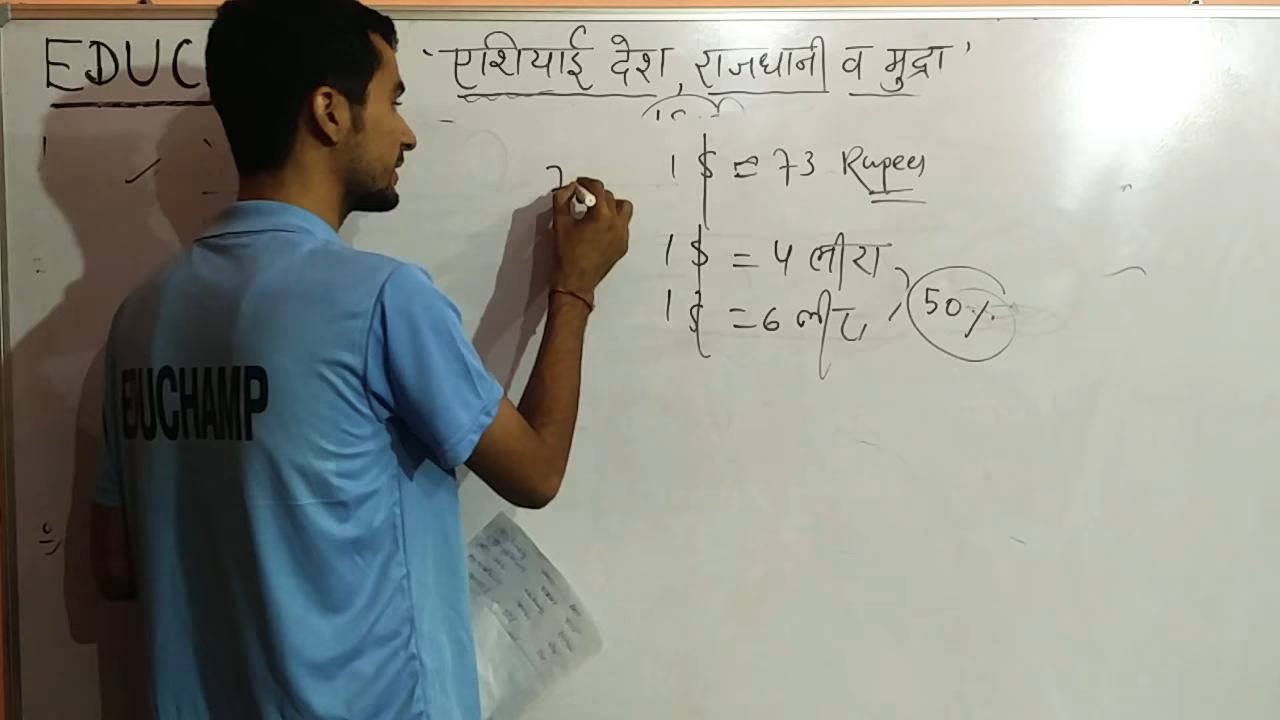 EDUC
'एशियाई देश, राजधानी व मुद्रा'
1 $ = 73 Rupees
1 $ = 4 लीरा
1 $ = 6 लीरा
50%
EDUCHAMP